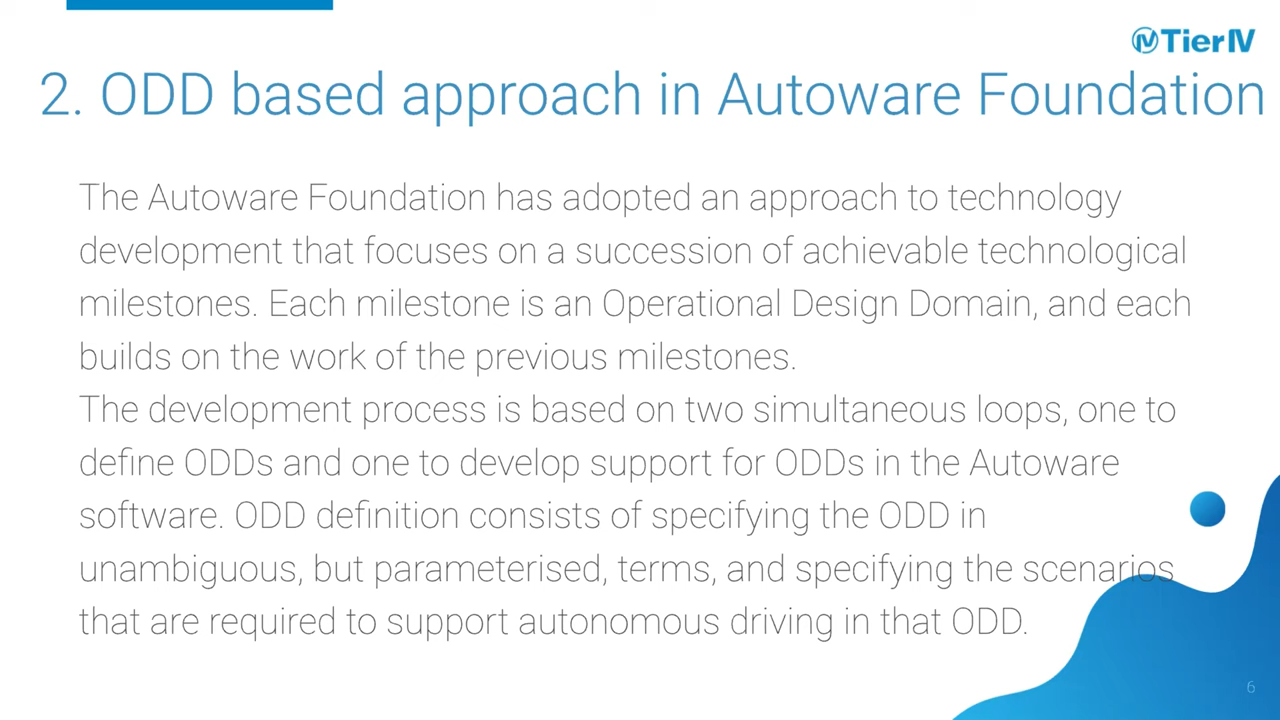 TierIV
2. ODD based approach in Autoware Foundation
The Autoware Foundation has adopted an approach to technology
development that focuses on a succession of achievable technological
milestones. Each milestone is an Operational Design Domain, and each
builds on the work of the previous milestones.
The development process is based on two simultaneous loops, one to
define ODDs and one to develop support for ODDs in the Autoware
software. ODD definition consists of specifying the ODD in
unambiguous, but parameterised, terms, and specifying the scenarios
that are required to support autonomous driving in that ODD.
6